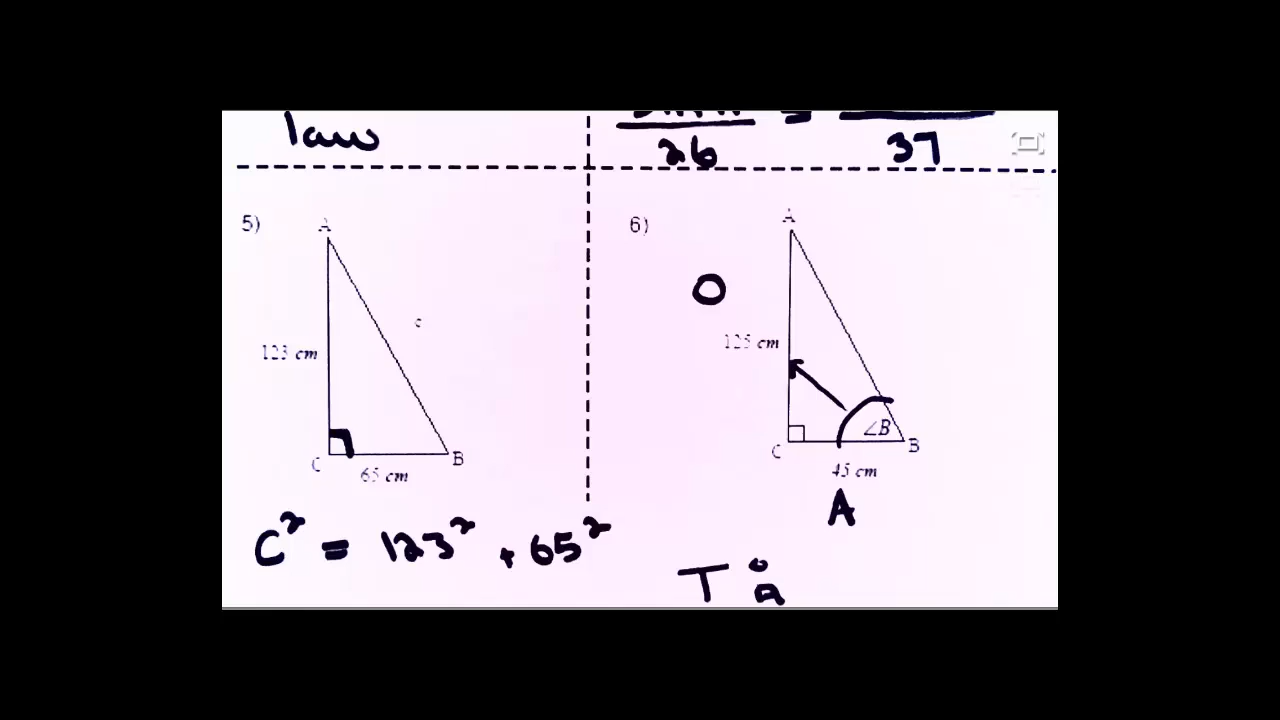 law
26 = 37
5)
A
123 cm
c
C
B
65 cm
C² = 123² + 65²
6)
A
O
125 cm
∠B
C
B
45 cm
A
T O
A